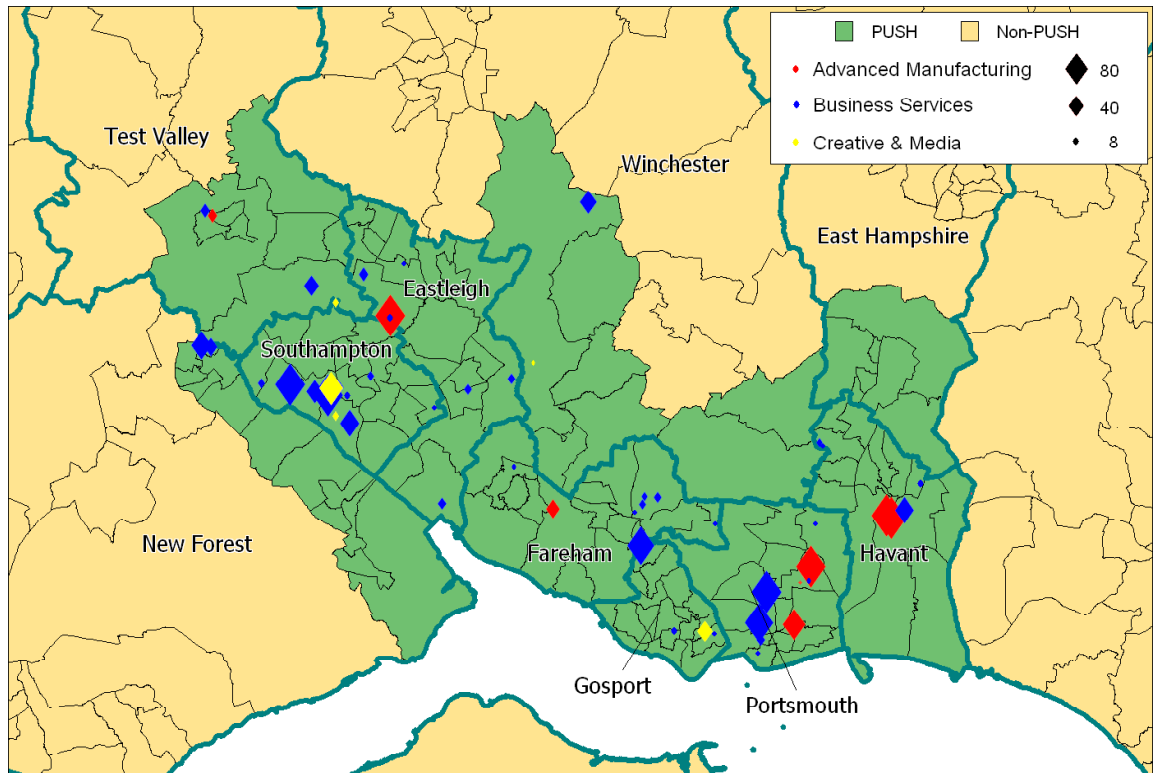 PUSH Non-PUSH
Advanced Manufacturing 80
Business Services 40
Creative & Media 8
Test Valley
Winchester
East Hampshire
Eastleigh
Southampton
New Forest
Fareham
Havant
Gosport
Portsmouth